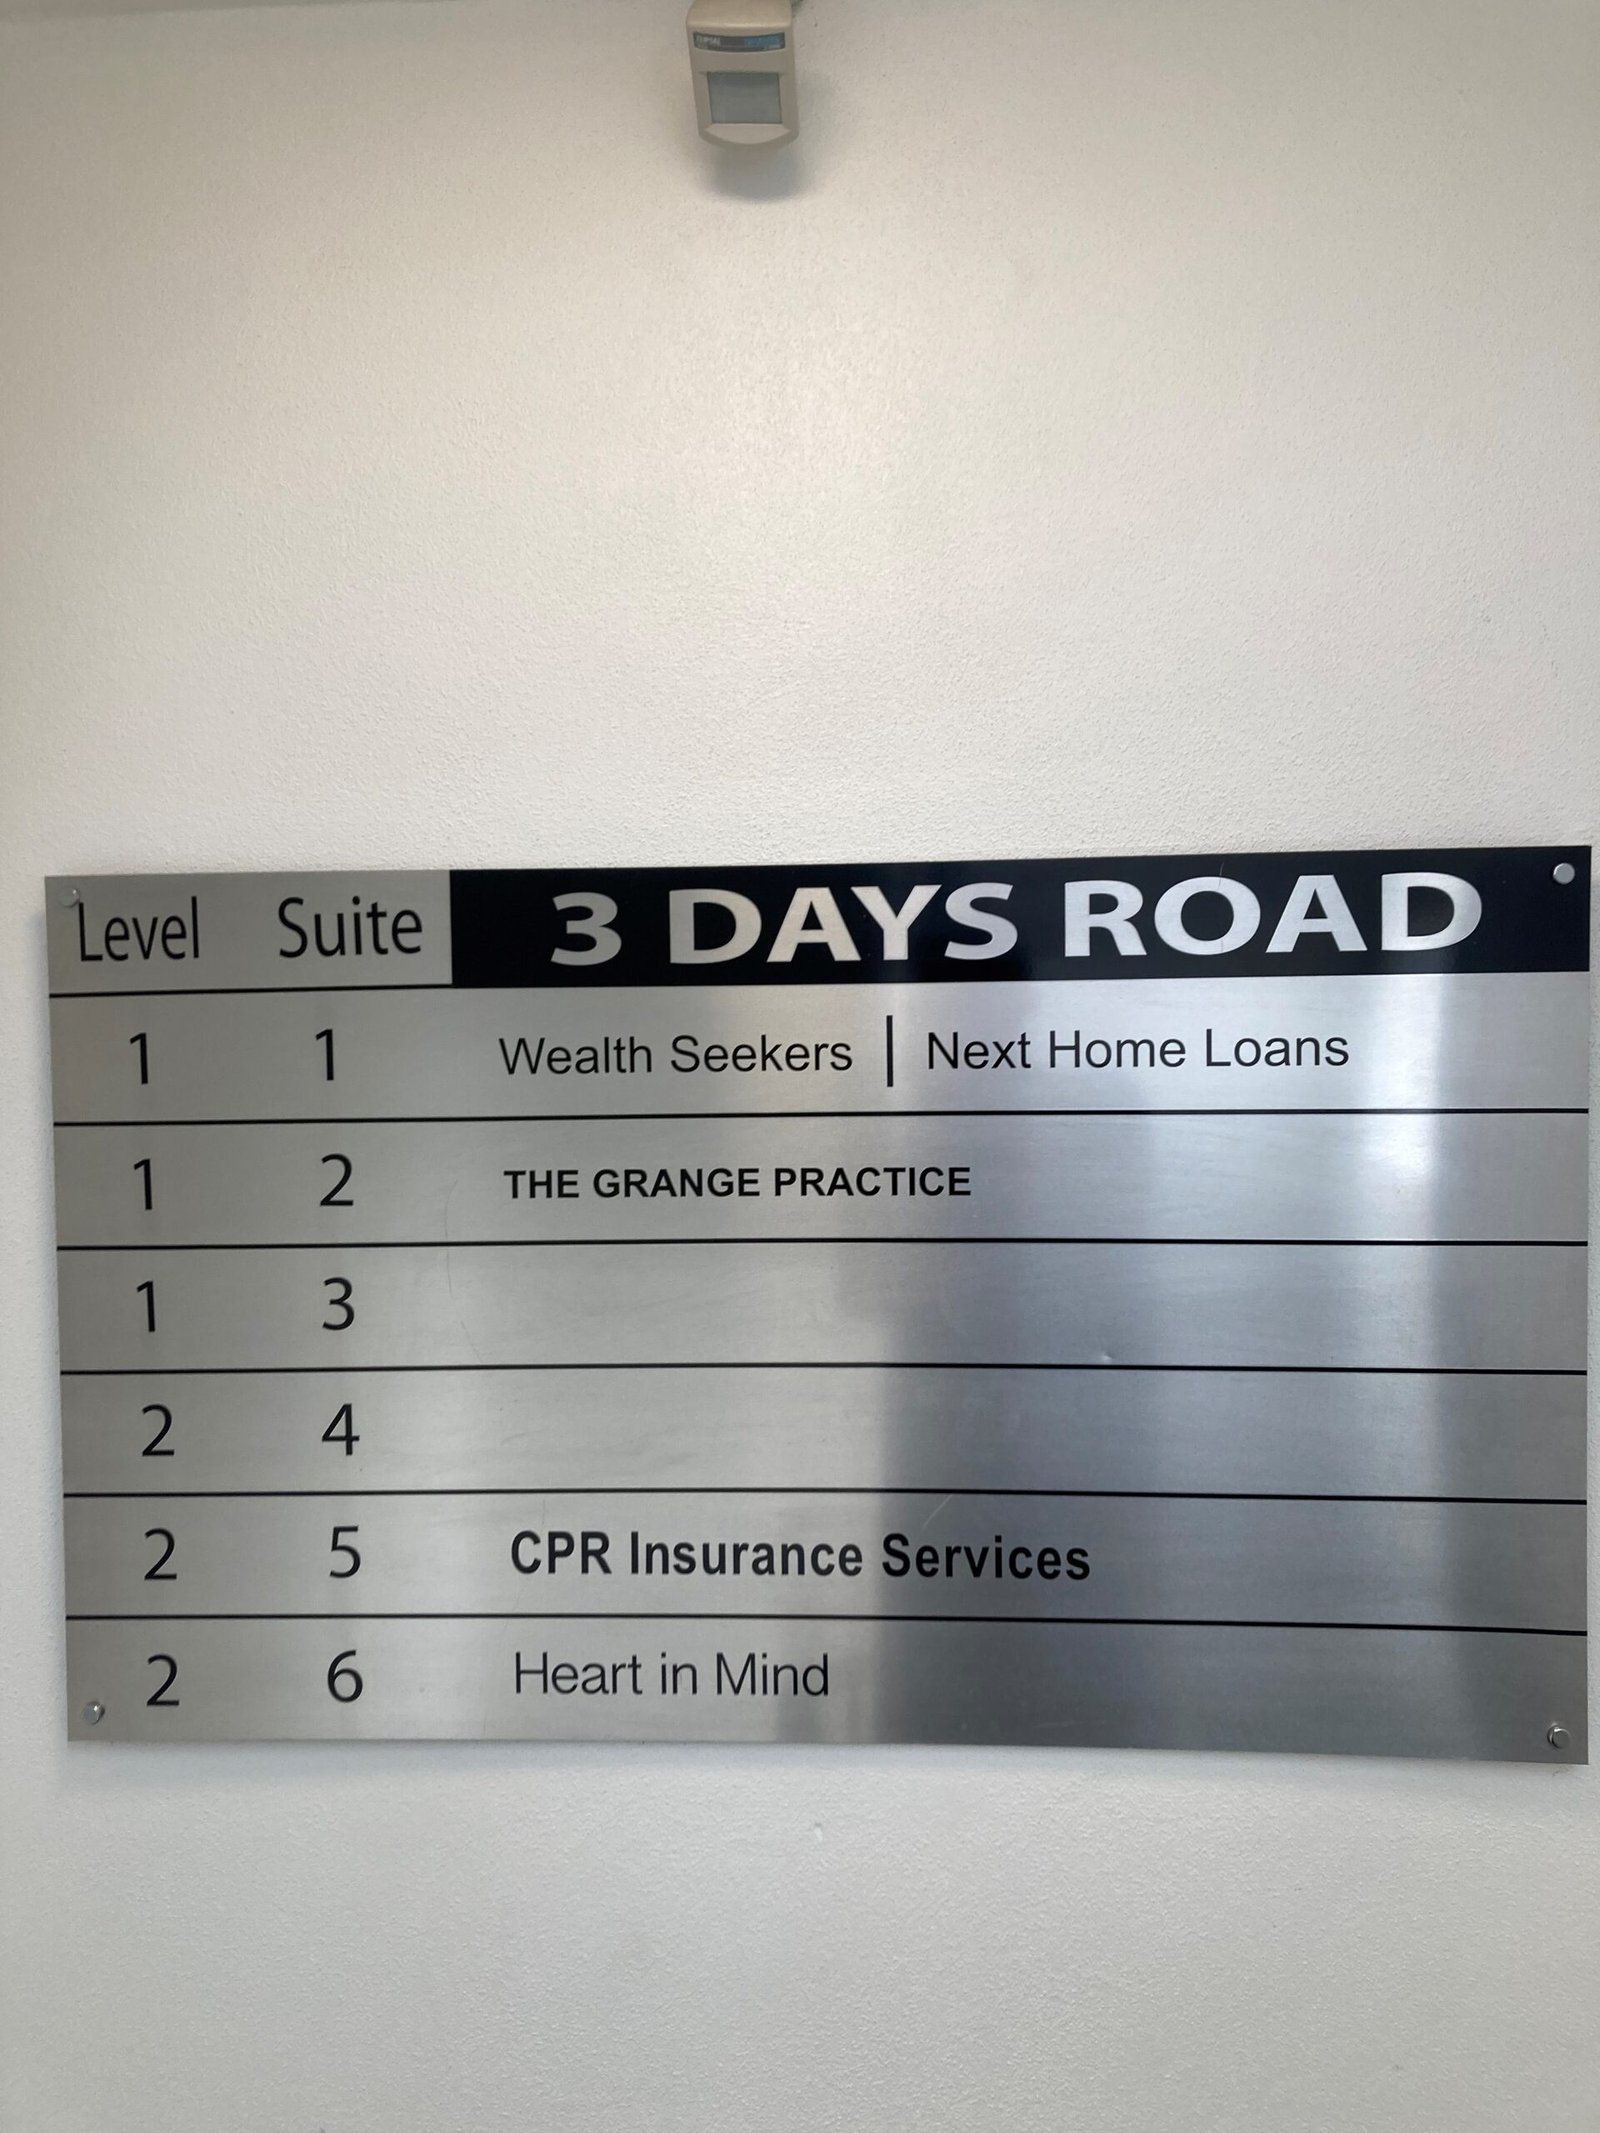 Level Suite 3 DAYS ROAD
1 1 Wealth Seekers | Next Home Loans
1 2 THE GRANGE PRACTICE
1 3
2 4
2 5 CPR Insurance Services
2 6 Heart in Mind